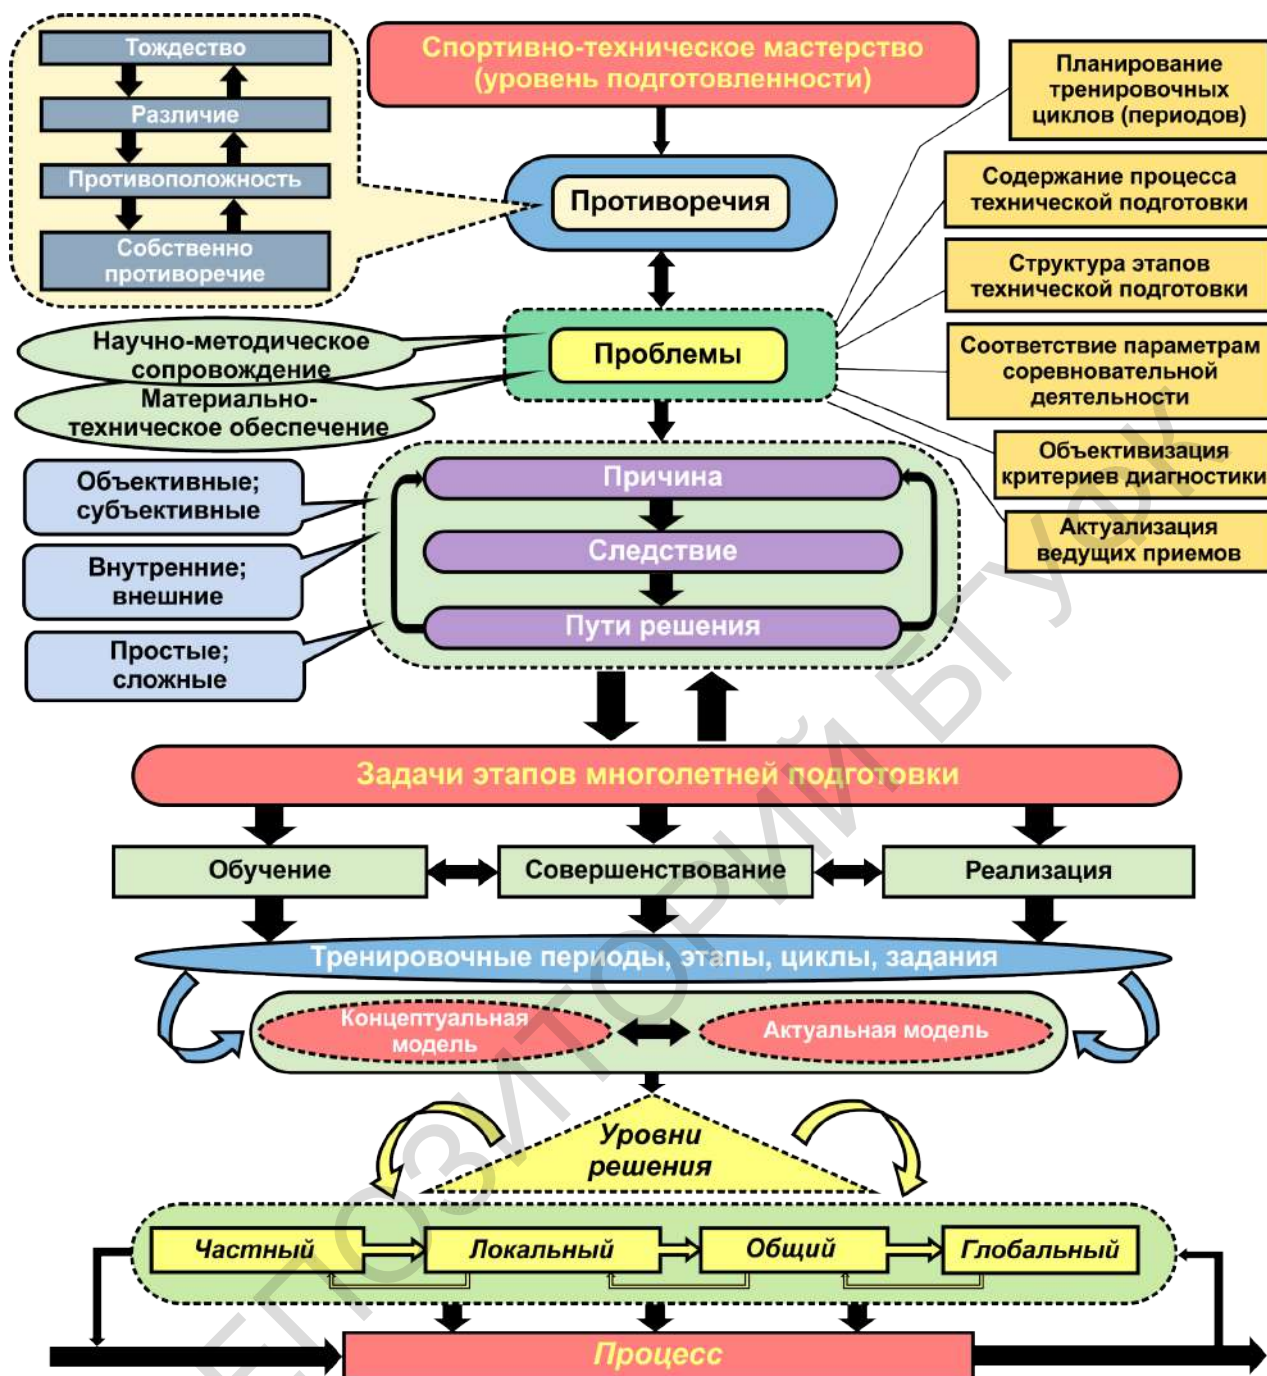 Тождество
Различие
Противоположность
Собственно
противоречие
Спортивно-техническое мастерство
(уровень подготовленности)
Противоречия
Проблемы
Планирование
тренировочных
циклов (периодов)
Содержание процесса
технической подготовки
Структура этапов
технической подготовки
Соответствие параметрам
соревновательной
деятельности
Объективизация
критериев диагностики
Актуализация
ведущих приемов
Научно-методическое
сопровождение
Материально-
техническое обеспечение
Объективные;
субъективные
Внутренние;
внешние
Простые;
сложные
Причина
Следствие
Пути решения
Задачи этапов многолетней подготовки
Обучение
Совершенствование
Реализация
Тренировочные периоды, этапы, циклы, задания
Концептуальная
модель
Актуальная модель
Уровни
решения
Частный
Локальный
Общий
Глобальный
Процесс
ЕПОЗИТОРИЙ БГУФК